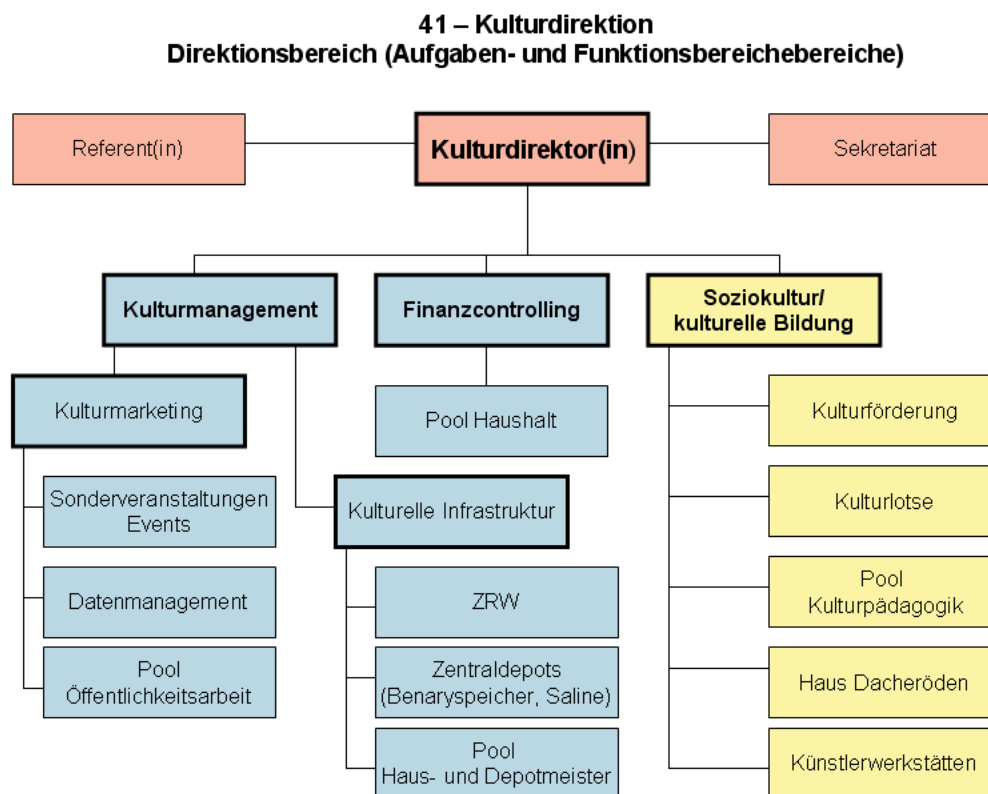 41 – Kulturdirektion
Direktionsbereich (Aufgaben- und Funktionsbereichebereiche)
Referent(in)
Kulturdirektor(in)
Sekretariat
Kulturmanagement
Finanzcontrolling
Soziokultur/
kulturelle Bildung
Kulturmarketing
Pool Haushalt
Kulturförderung
Sonderveranstaltungen
Events
Kulturelle Infrastruktur
Kulturlotse
Datenmanagement
ZRW
Pool
Kulturpädagogik
Pool
Öffentlichkeitsarbeit
Zentraldepots
(Benaryspeicher, Saline)
Haus Dacheröden
Pool
Haus- und Depotmeister
Künstlerwerkstätten